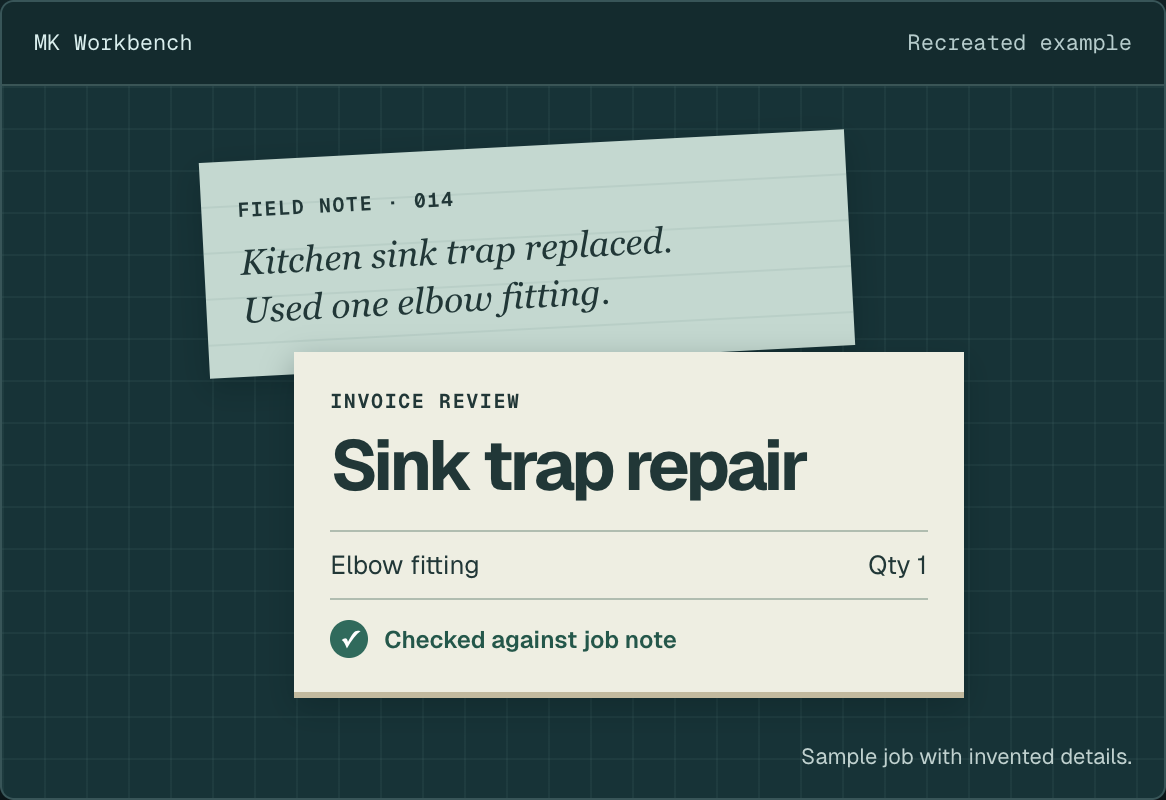 MK Workbench
Recreated example
FIELD NOTE · 014
Kitchen sink trap replaced.
Used one elbow fitting.
INVOICE REVIEW
Sink trap repair
Elbow fitting Qty 1
Checked against job note
Sample job with invented details.